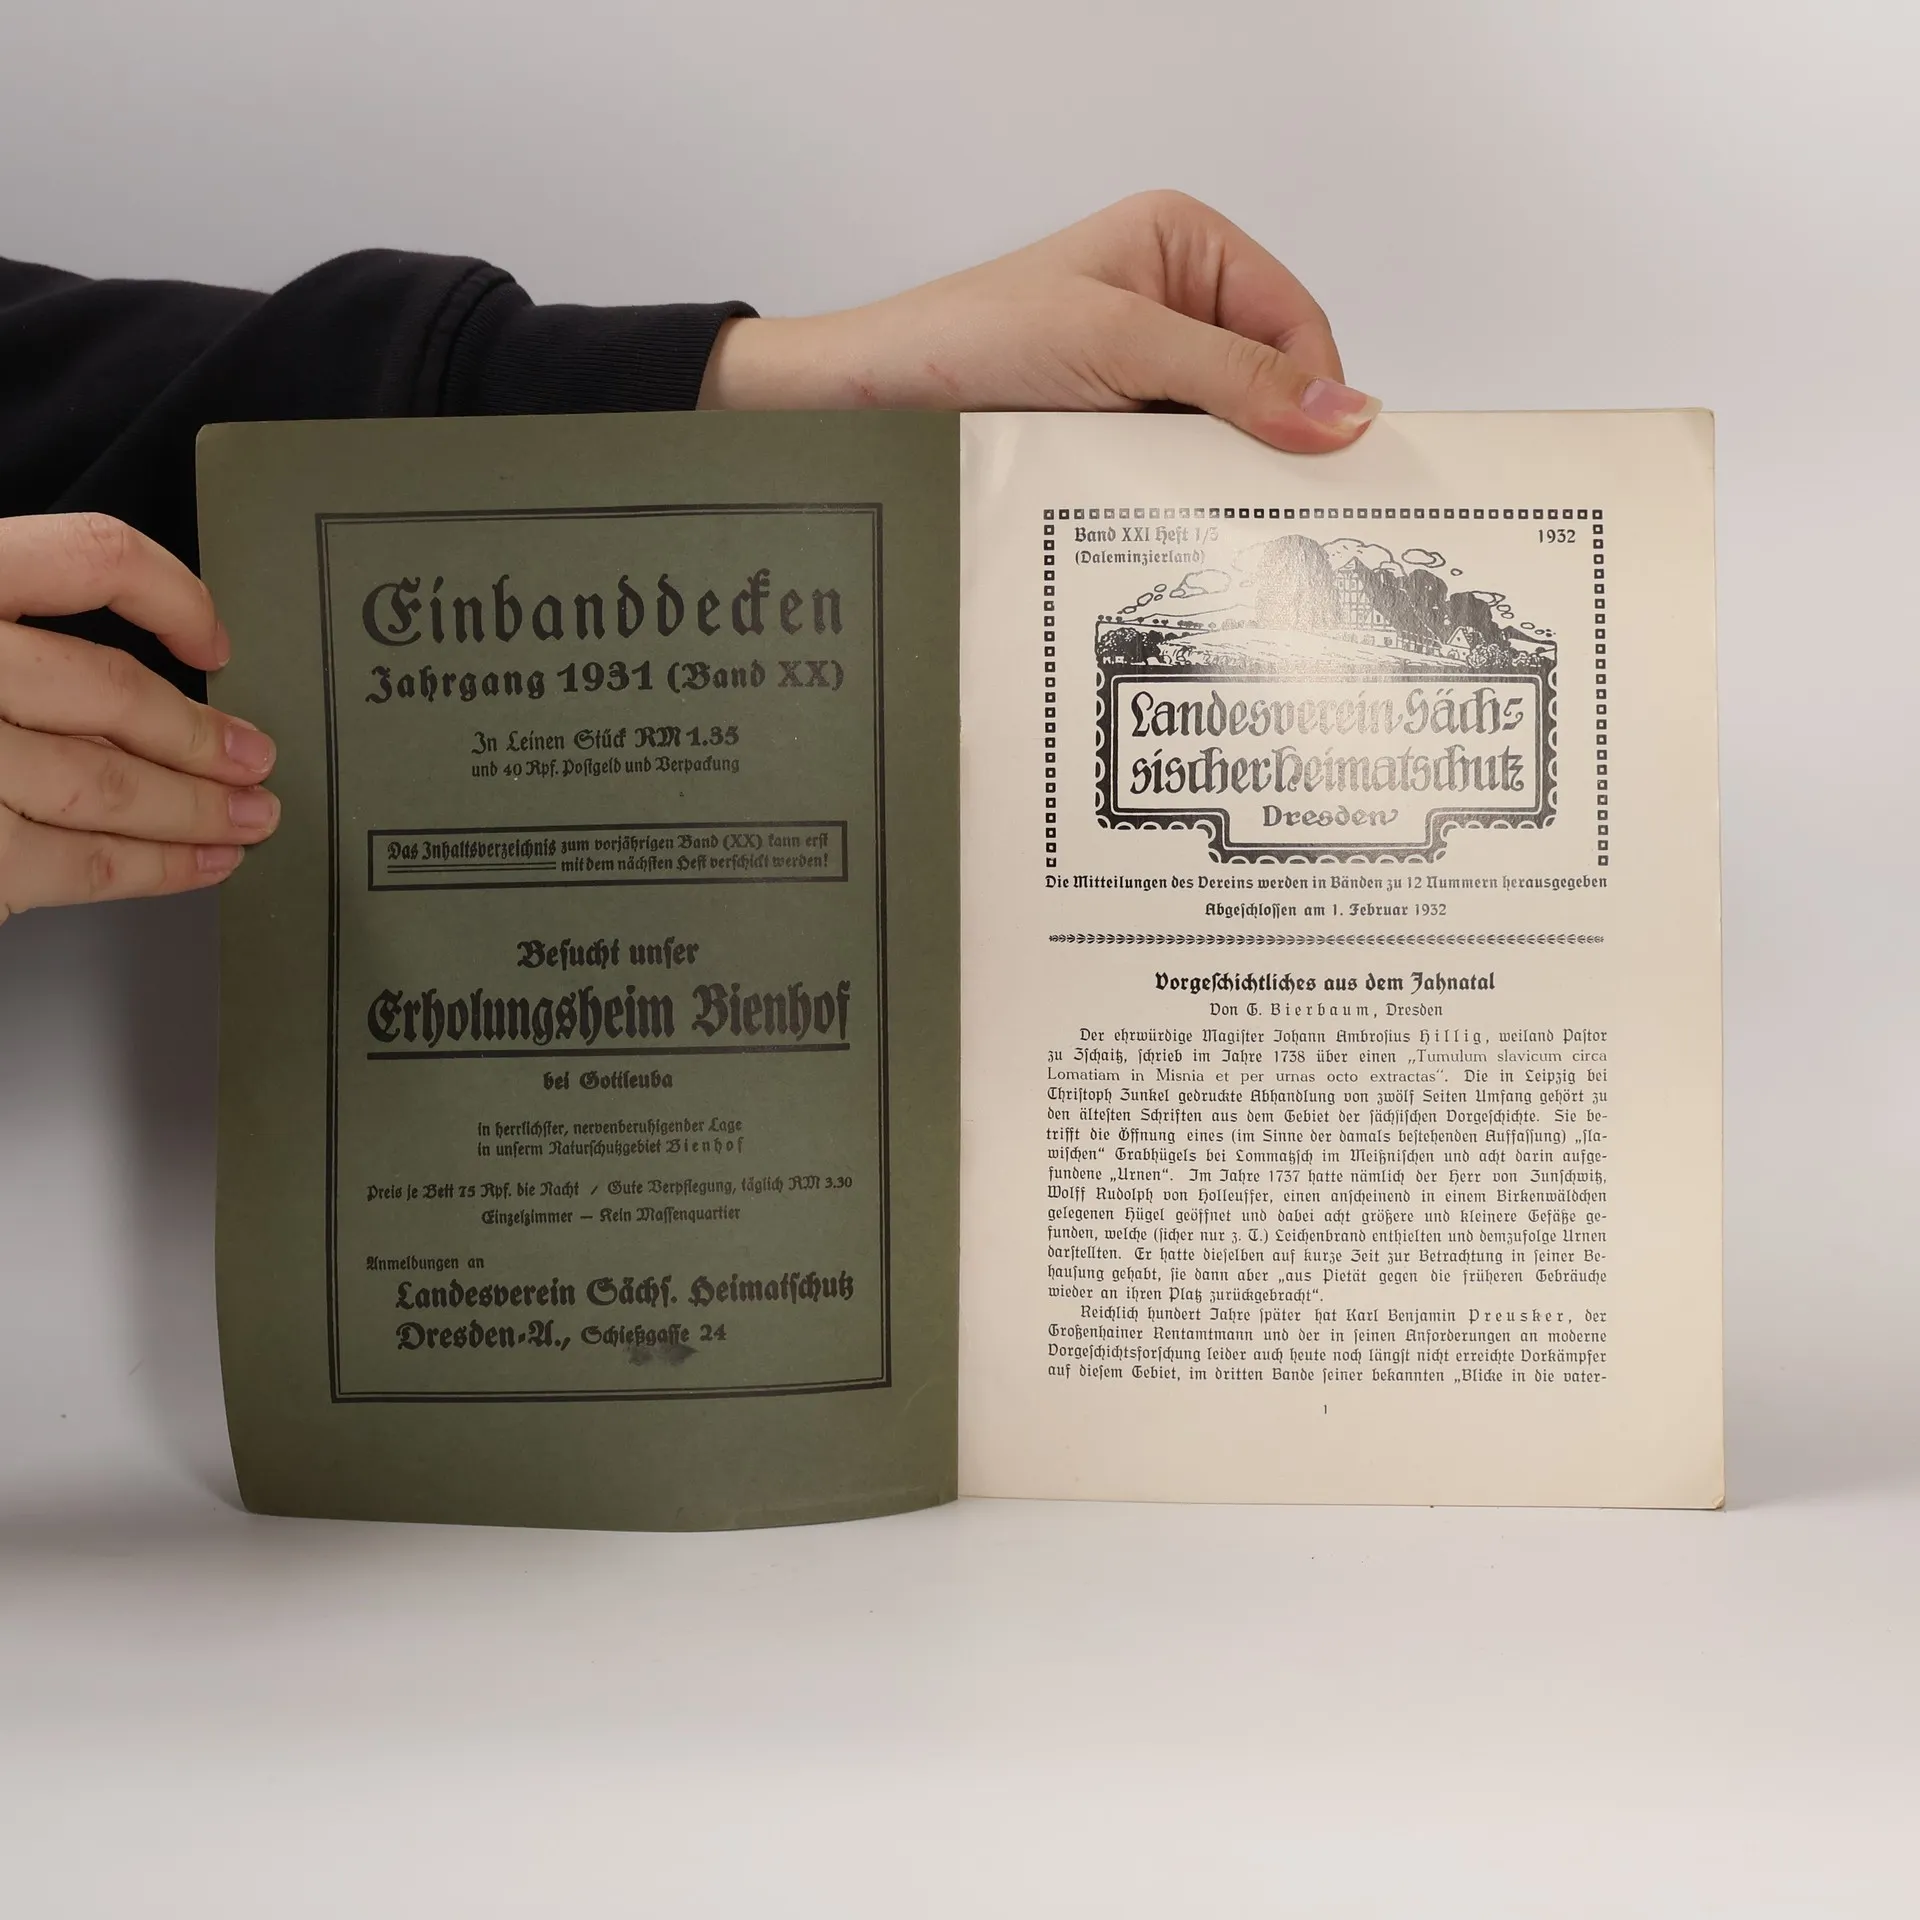 Einbanddecken
Jahrgang 1931 (Band XX)
In Leinen Stück RM 1.35
und 40 Rpf. Postgeld und Verpackung
Das Inhaltsverzeichnis zum vorjährigen Band (XX) kann erst
mit dem nächsten Heft verschickt werden!
Besucht unser
Erholungsheim Bienhof
bei Gottleuba
in herrlichster, nervenberuhigender Lage
in unserm Naturschutzgebiet Bienhof
Preis je Bett 75 Rpf. die Nacht / Gute Verpflegung, täglich RM 3.30
Einzelzimmer — Kein Massenquartier
Anmeldungen an
Landesverein Sächs. Heimatschutz
Dresden-A., Schießgasse 24
Band XXI Heft 1/3
1932
(Daleminzierland)
Landesverein Säch-
sischer Heimatschutz
Dresden
Die Mitteilungen des Vereins werden in Bänden zu 12 Nummern herausgegeben
Abgeschlossen am 1. Februar 1932
Vorgeschichtliches aus dem Jahnatal
Von G. Bierbaum, Dresden
Der ehrwürdige Magister Johann Ambrosius Hillig, weiland Pastor
zu Zschaitz, schrieb im Jahre 1738 über einen „Tumulum slavicum circa
Lomatiam in Misnia et per urnas octo extractas“. Die in Leipzig bei
Christoph Zunkel gedruckte Abhandlung von zwölf Seiten Umfang gehört zu
den ältesten Schriften aus dem Gebiet der sächsischen Vorgeschichte. Sie be-
trifft die Öffnung eines (im Sinne der damals bestehenden Auffassung) „sla-
wischen“ Grabhügels bei Lommatzsch im Meißnischen und acht darin aufge-
fundene „Urnen“. Im Jahre 1737 hatte nämlich der Herr von Zunschwitz,
Wolff Rudolph von Holleuffer, einen anscheinend in einem Birkenwäldchen
gelegenen Hügel geöffnet und dabei acht größere und kleinere Gefäße ge-
funden, welche (sicher nur z. T.) Leichenbrand enthielten und demzufolge Urnen
darstellten. Er hatte dieselben auf kurze Zeit zur Betrachtung in seiner Be-
hausung gehabt, sie dann aber „aus Pietät gegen die früheren Gebräuche
wieder an ihren Platz zurückgebracht“.
Reichlich hundert Jahre später hat Karl Benjamin Preusker, der
Großenhainer Rentamtmann und der in seinen Anforderungen an moderne
Vorgeschichtsforschung leider auch heute noch längst nicht erreichte Vorkämpfer
auf diesem Gebiet, im dritten Bande seiner bekannten „Blicke in die vater-
1